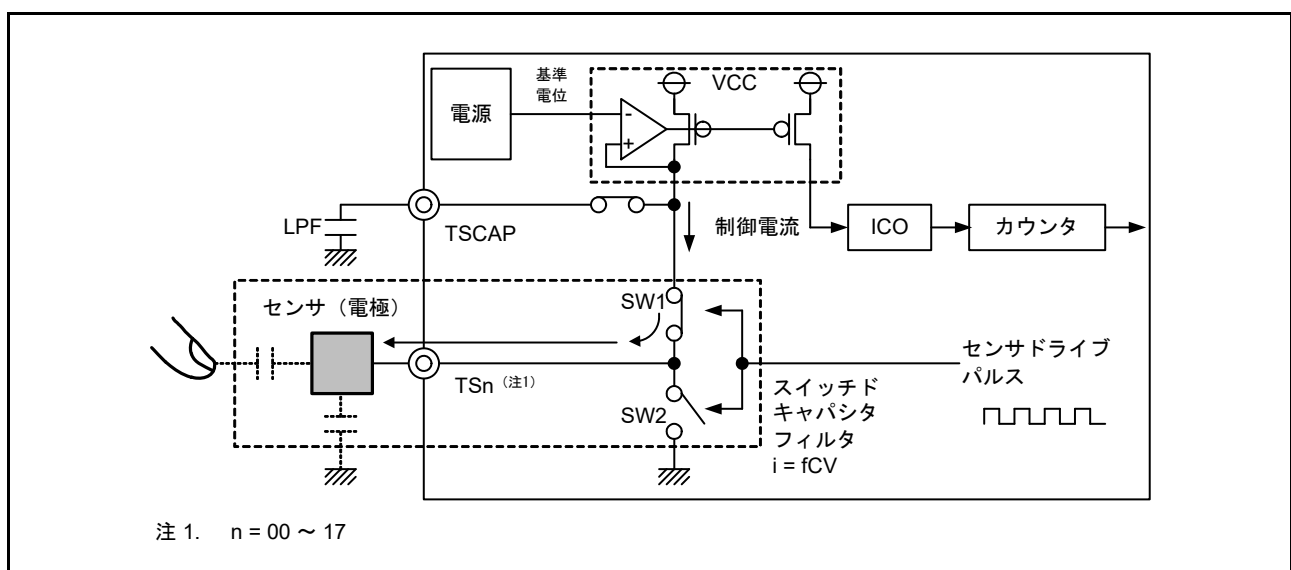 電源
基準
電位
VCC
-
+
LPF
TSCAP
制御電流
ICO
カウンタ
センサ（電極）
SW1
TSn（注1）
SW2
センサドライブ
パルス
スイッチド
キャパシタ
フィルタ
i = fCV
注 1. n = 00 ～ 17